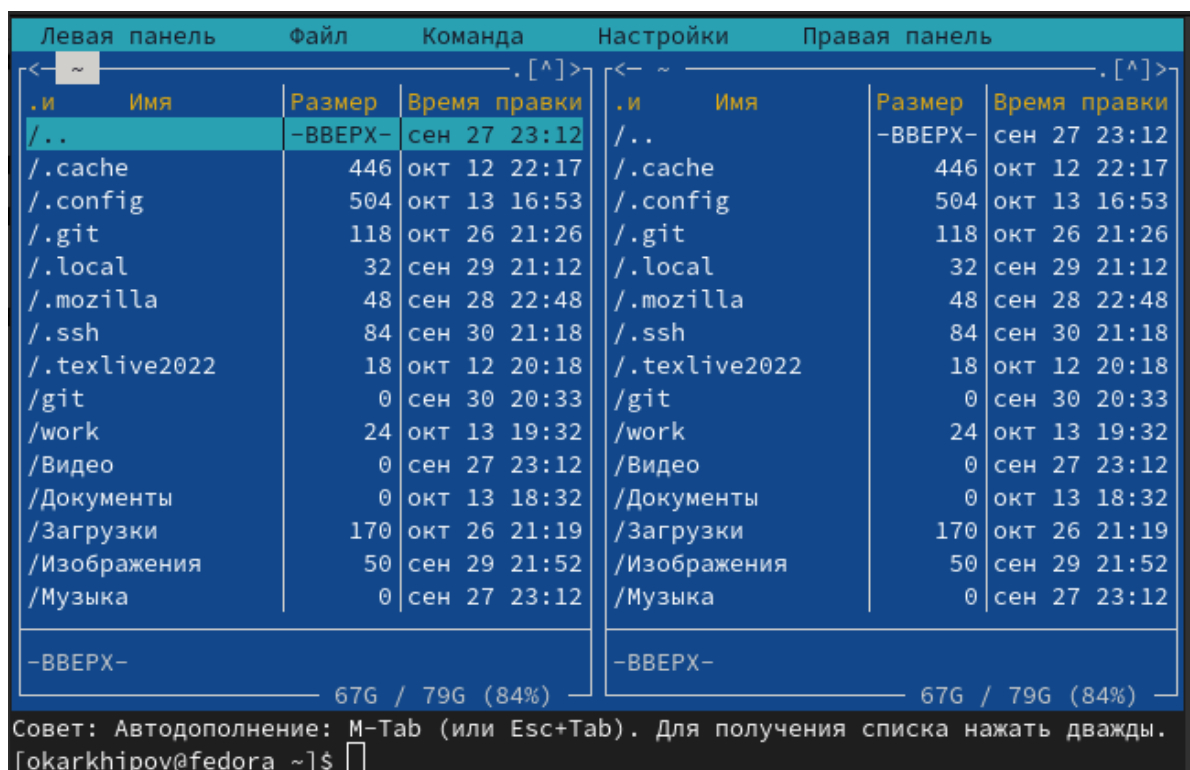 Левая панель Файл Команда Настройки Правая панель
<─ ~ ─.[^]>┐┌<─ ~ ─.[^]>
.и Имя Размер Время правки .и Имя Размер Время правки
/.. -ВВЕРХ- сен 27 23:12 /.. -ВВЕРХ- сен 27 23:12
/.cache 446 окт 12 22:17 /.cache 446 окт 12 22:17
/.config 504 окт 13 16:53 /.config 504 окт 13 16:53
/.git 118 окт 26 21:26 /.git 118 окт 26 21:26
/.local 32 сен 29 21:12 /.local 32 сен 29 21:12
/.mozilla 48 сен 28 22:48 /.mozilla 48 сен 28 22:48
/.ssh 84 сен 30 21:18 /.ssh 84 сен 30 21:18
/.texlive2022 18 окт 12 20:18 /.texlive2022 18 окт 12 20:18
/git 0 сен 30 20:33 /git 0 сен 30 20:33
/work 24 окт 13 19:32 /work 24 окт 13 19:32
/Видео 0 сен 27 23:12 /Видео 0 сен 27 23:12
/Документы 0 окт 13 18:32 /Документы 0 окт 13 18:32
/Загрузки 170 окт 26 21:19 /Загрузки 170 окт 26 21:19
/Изображения 50 сен 29 21:52 /Изображения 50 сен 29 21:52
/Музыка 0 сен 27 23:12 /Музыка 0 сен 27 23:12
-ВВЕРХ- -ВВЕРХ-
67G / 79G (84%) 67G / 79G (84%)
Совет: Автодополнение: M-Tab (или Esc+Tab). Для получения списка нажать дважды.
[okarkhipov@fedora ~]$